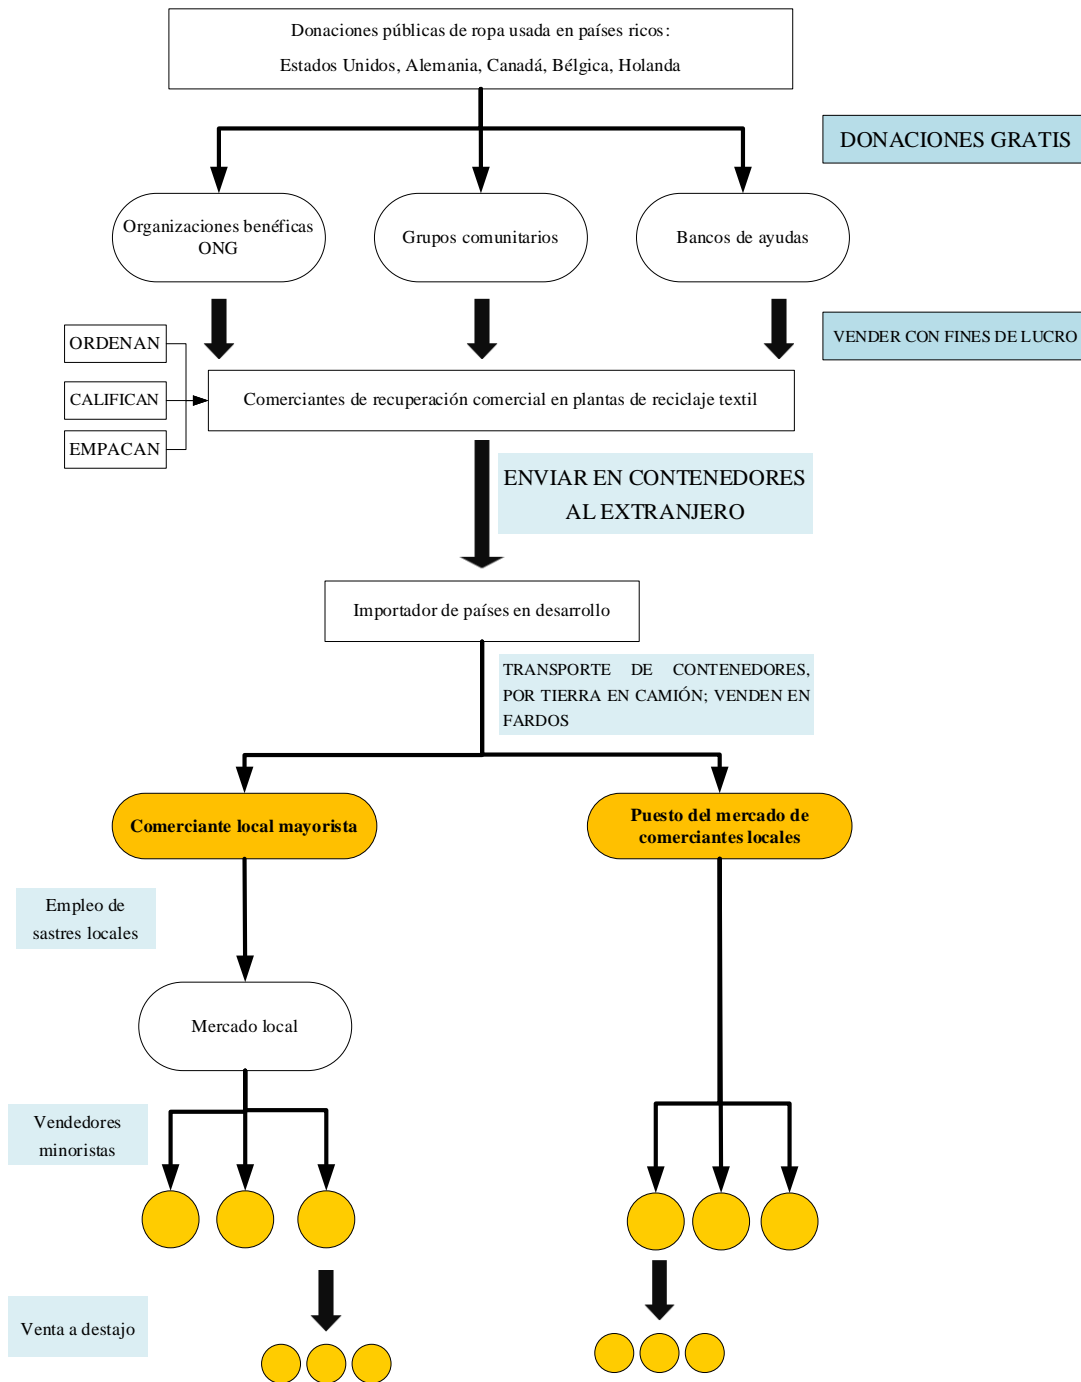 Donaciones públicas de ropa usada en países ricos:
Estados Unidos, Alemania, Canadá, Bélgica, Holanda
DONACIONES GRATIS
Organizaciones benéficas
ONG
Grupos comunitarios
Bancos de ayudas
VENDER CON FINES DE LUCRO
ORDENAN
CALIFICAN
EMPACAN
Comerciantes de recuperación comercial en plantas de reciclaje textil
ENVIAR EN CONTENEDORES
AL EXTRANJERO
Importador de países en desarrollo
TRANSPORTE DE CONTENEDORES,
POR TIERRA EN CAMIÓN; VENDEN EN
FARDOS
Comerciante local mayorista
Puesto del mercado de
comerciantes locales
Empleo de
sastres locales
Mercado local
Vendedores
minoristas
Venta a destajo